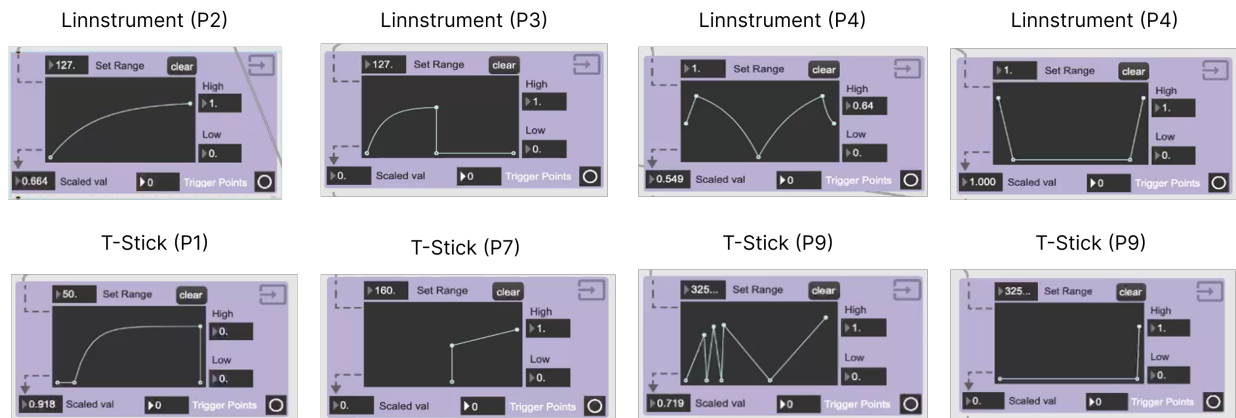 Linnstrument (P2)
127. Set Range clear
High
1.
Low
0.
0.664 Scaled val 0 Trigger Points
Linnstrument (P3)
127. Set Range clear
High
1.
Low
0.
0. Scaled val 0 Trigger Points
Linnstrument (P4)
1. Set Range clear
High
0.64
Low
0.
0.549 Scaled val 0 Trigger Points
Linnstrument (P4)
1. Set Range clear
High
1.
Low
0.
1.000 Scaled val 0 Trigger Points
T-Stick (P1)
50. Set Range clear
High
0.
Low
0.
0.918 Scaled val 0 Trigger Points
T-Stick (P7)
160. Set Range clear
High
1.
Low
0.
0. Scaled val 0 Trigger Points
T-Stick (P9)
325... Set Range clear
High
1.
Low
0.
0.719 Scaled val 0 Trigger Points
T-Stick (P9)
325... Set Range clear
High
1.
Low
0.
0. Scaled val 0 Trigger Points